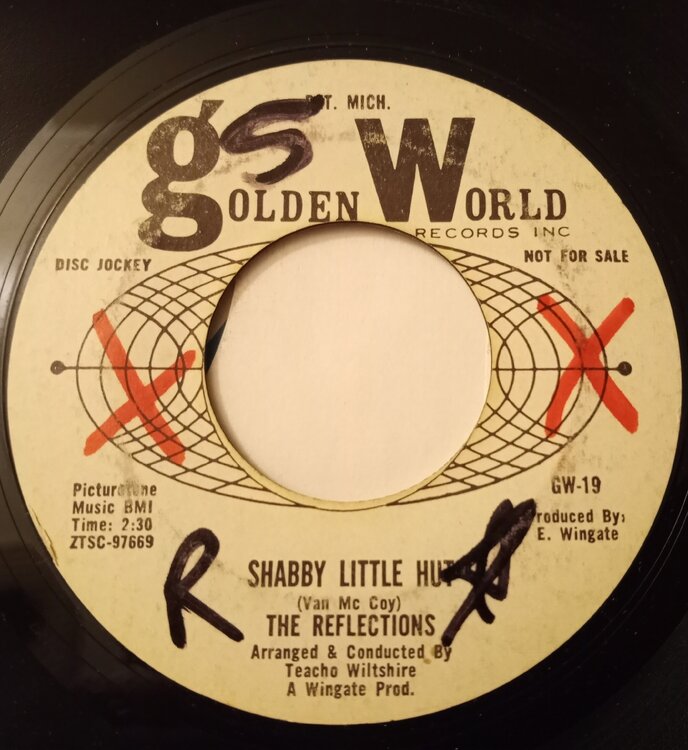 DET. MICH.
gOLDEN WORLD
RECORDS INC
DISC JOCKEY
NOT FOR SALE
X X
Picturetone
Music BMI
Time: 2:30
ZTSC-97669
GW-19
Produced By:
E. Wingate
R
SHABBY LITTLE HUT
(Van Mc Coy)
THE REFLECTIONS
Arranged & Conducted By
Teacho Wiltshire
A Wingate Prod.